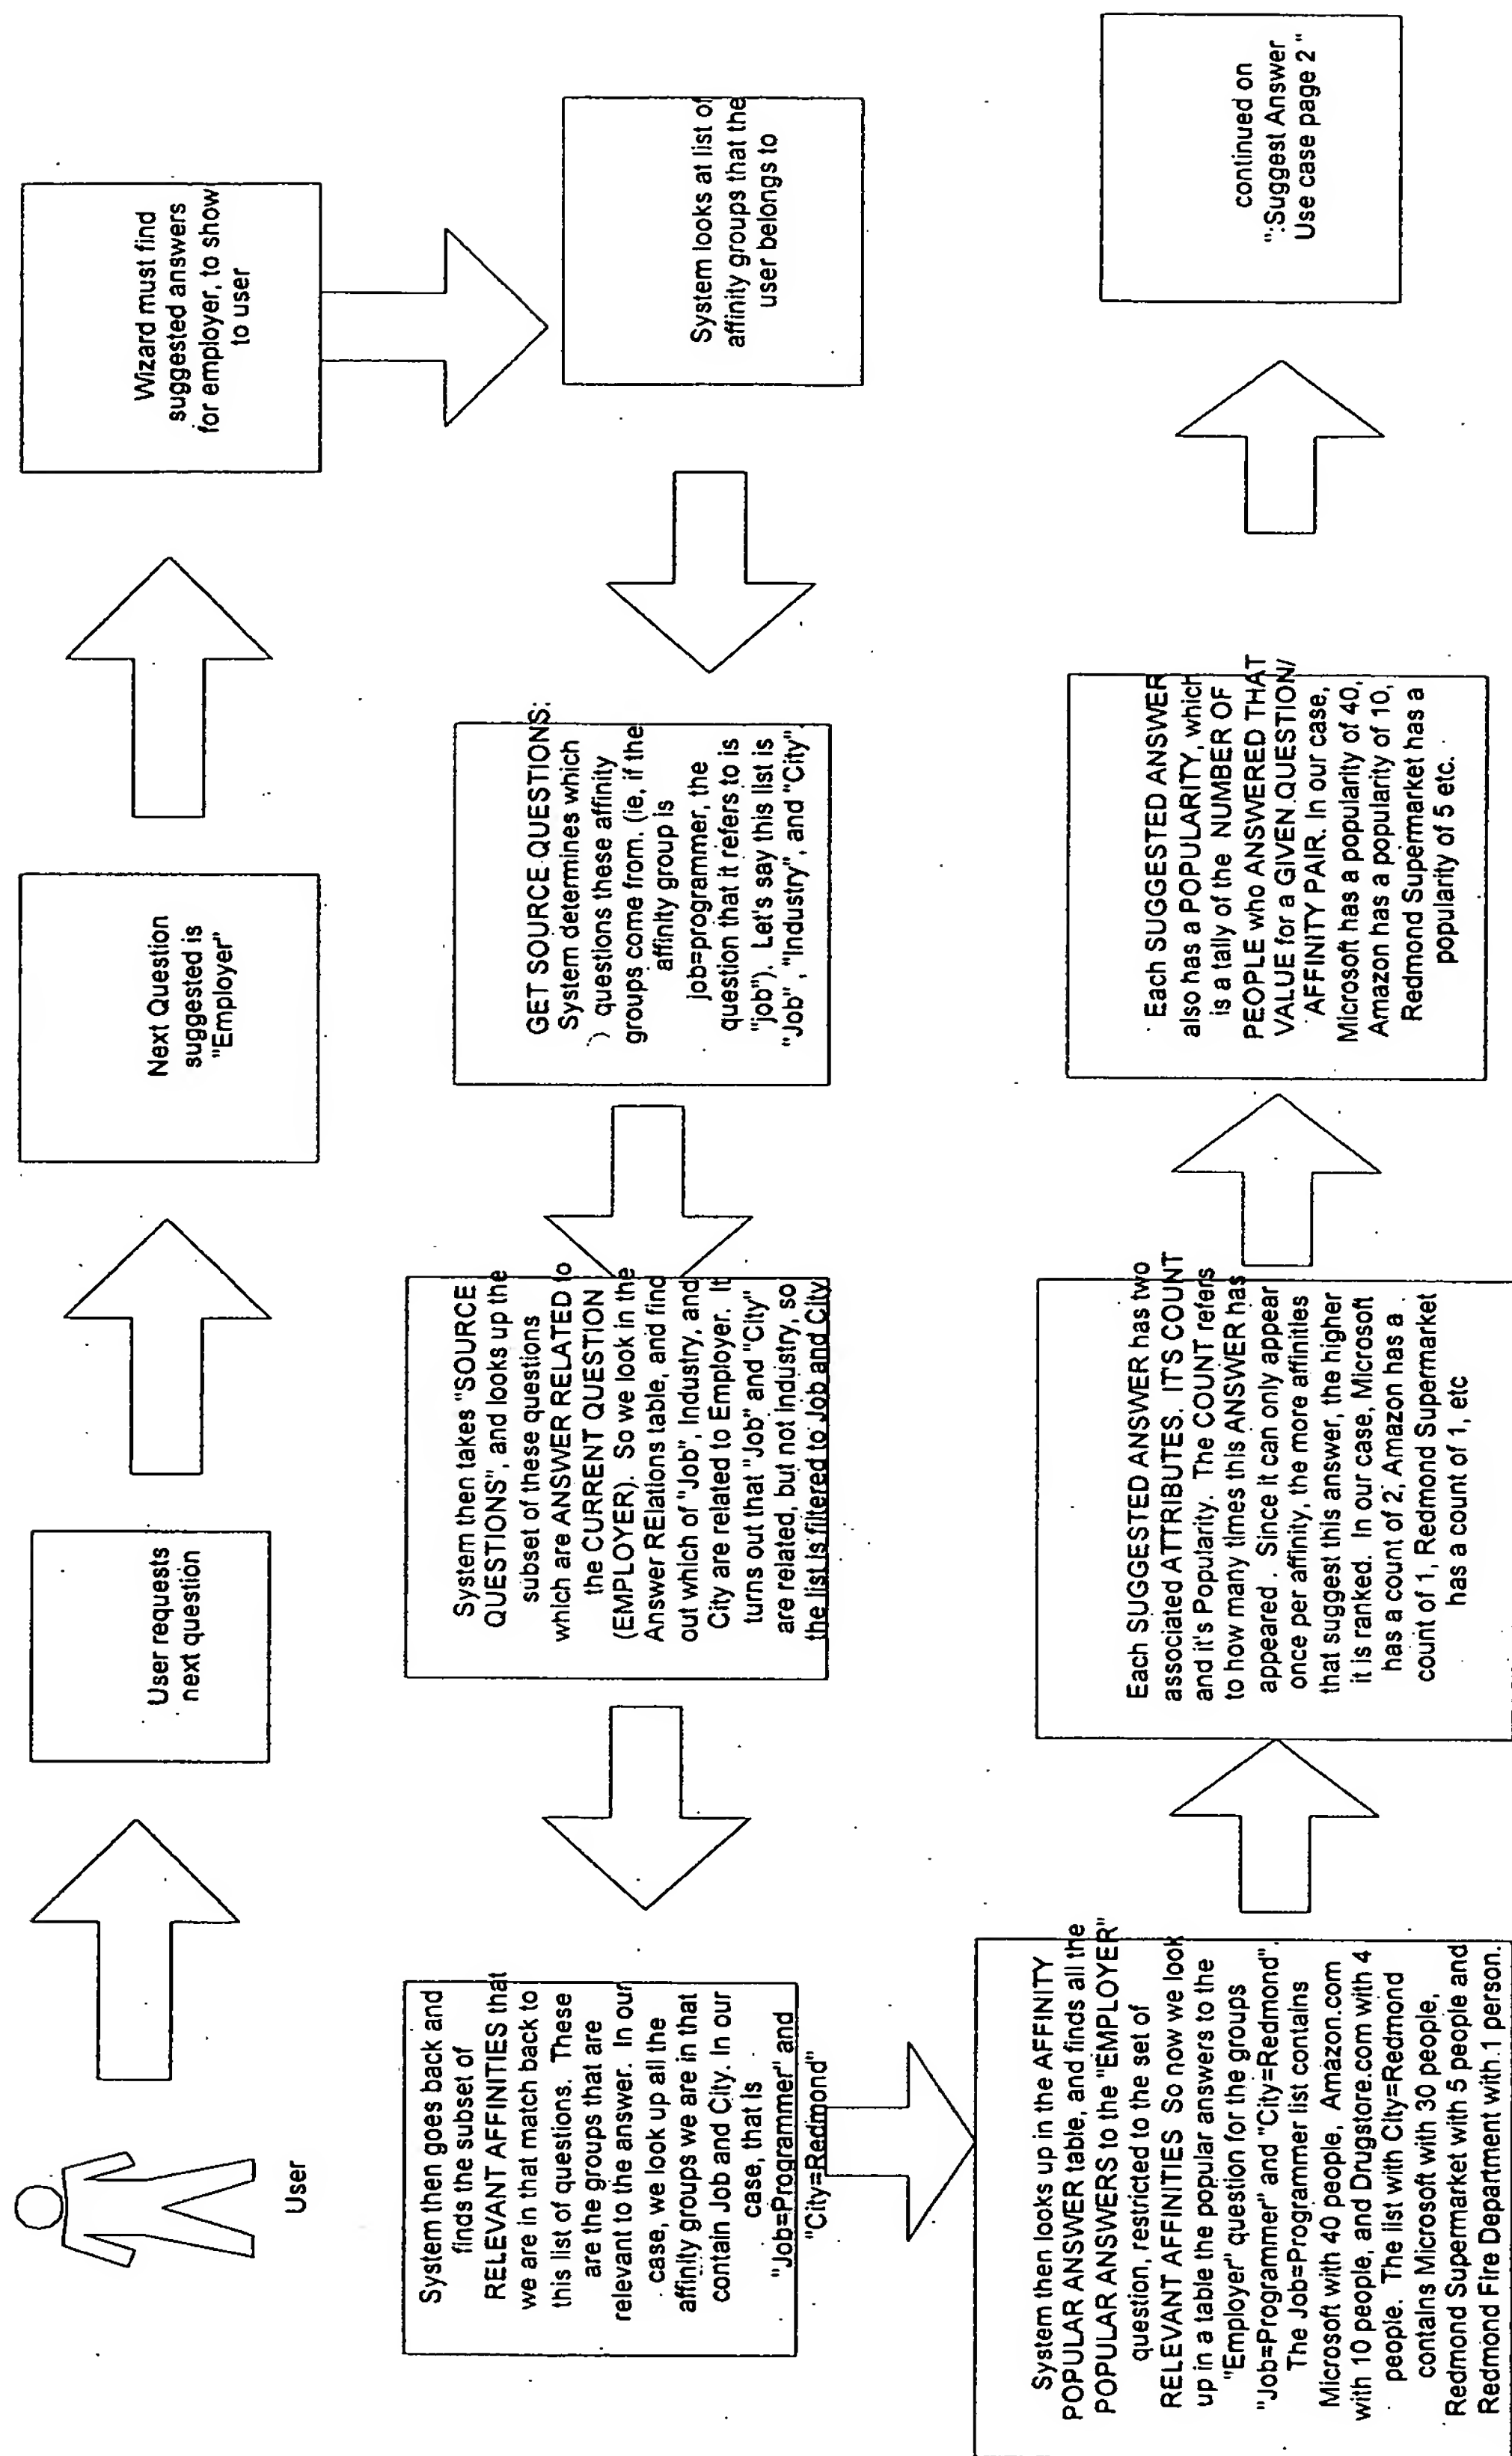 User
User requests
next question
Next Question
suggested is
"Employer"
Wizard must find
suggested answers
for employer, to show
to user
System looks at list of
affinity groups that the
user belongs to
GET SOURCE QUESTIONS:
System determines which
) questions these affinity
groups come from. (ie, if the
affinity group is
job=programmer, the
question that it refers to is
"job"). Let's say this list is
"Job" , "Industry", and "City".
System then takes "SOURCE
QUESTIONS", and looks up the
subset of these questions
which are ANSWER RELATED to
the CURRENT QUESTION
(EMPLOYER). So we look in the
Answer RElations table, and find
out which of "Job", Industry, and
City are related to Employer. It
turns out that "Job" and "City"
are related, but not industry, so
the list is filtered to Job and City
System then goes back and
finds the subset of
RELEVANT AFFINITIES that
we are in that match back to
this list of questions. These
are the groups that are
relevant to the answer. In our
case, we look up all the
affinity groups we are in that
contain Job and City. In our
case, that is
"Job=Programmer" and
"City=Redmond"
System then looks up in the AFFINITY
POPULAR ANSWER table, and finds all the
POPULAR ANSWERS to the "EMPLOYER"
question, restricted to the set of
RELEVANT AFFINITIES So now we look
up in a table the popular answers to the
"Employer" question for the groups
"Job=Programmer" and "City=Redmond".
The Job=Programmer list contains
Microsoft with 40 people, Amazon.com
with 10 people, and Drugstore.com with 4
people. The list with City=Redmond
contains Microsoft with 30 people,
Redmond Supermarket with 5 people and
Redmond Fire Department with 1 person.
Each SUGGESTED ANSWER has two
associated ATTRIBUTES. IT'S COUNT
and it's Popularity. The COUNT refers
to how many times this ANSWER has
appeared . Since it can only appear
once per affinity, the more affinities
that suggest this answer, the higher
it is ranked. In our case, Microsoft
has a count of 2, Amazon has a
count of 1, Redmond Supermarket
has a count of 1, etc
Each SUGGESTED ANSWER
also has a POPULARITY, which
is a tally of the NUMBER OF
PEOPLE who ANSWERED THAT
VALUE for a GIVEN QUESTION/
AFFINITY PAIR. In our case,
Microsoft has a popularity of 40,
Amazon has a popularity of 10,
Redmond Supermarket has a
popularity of 5 etc.
continued on
":Suggest Answer
Use case page 2 "